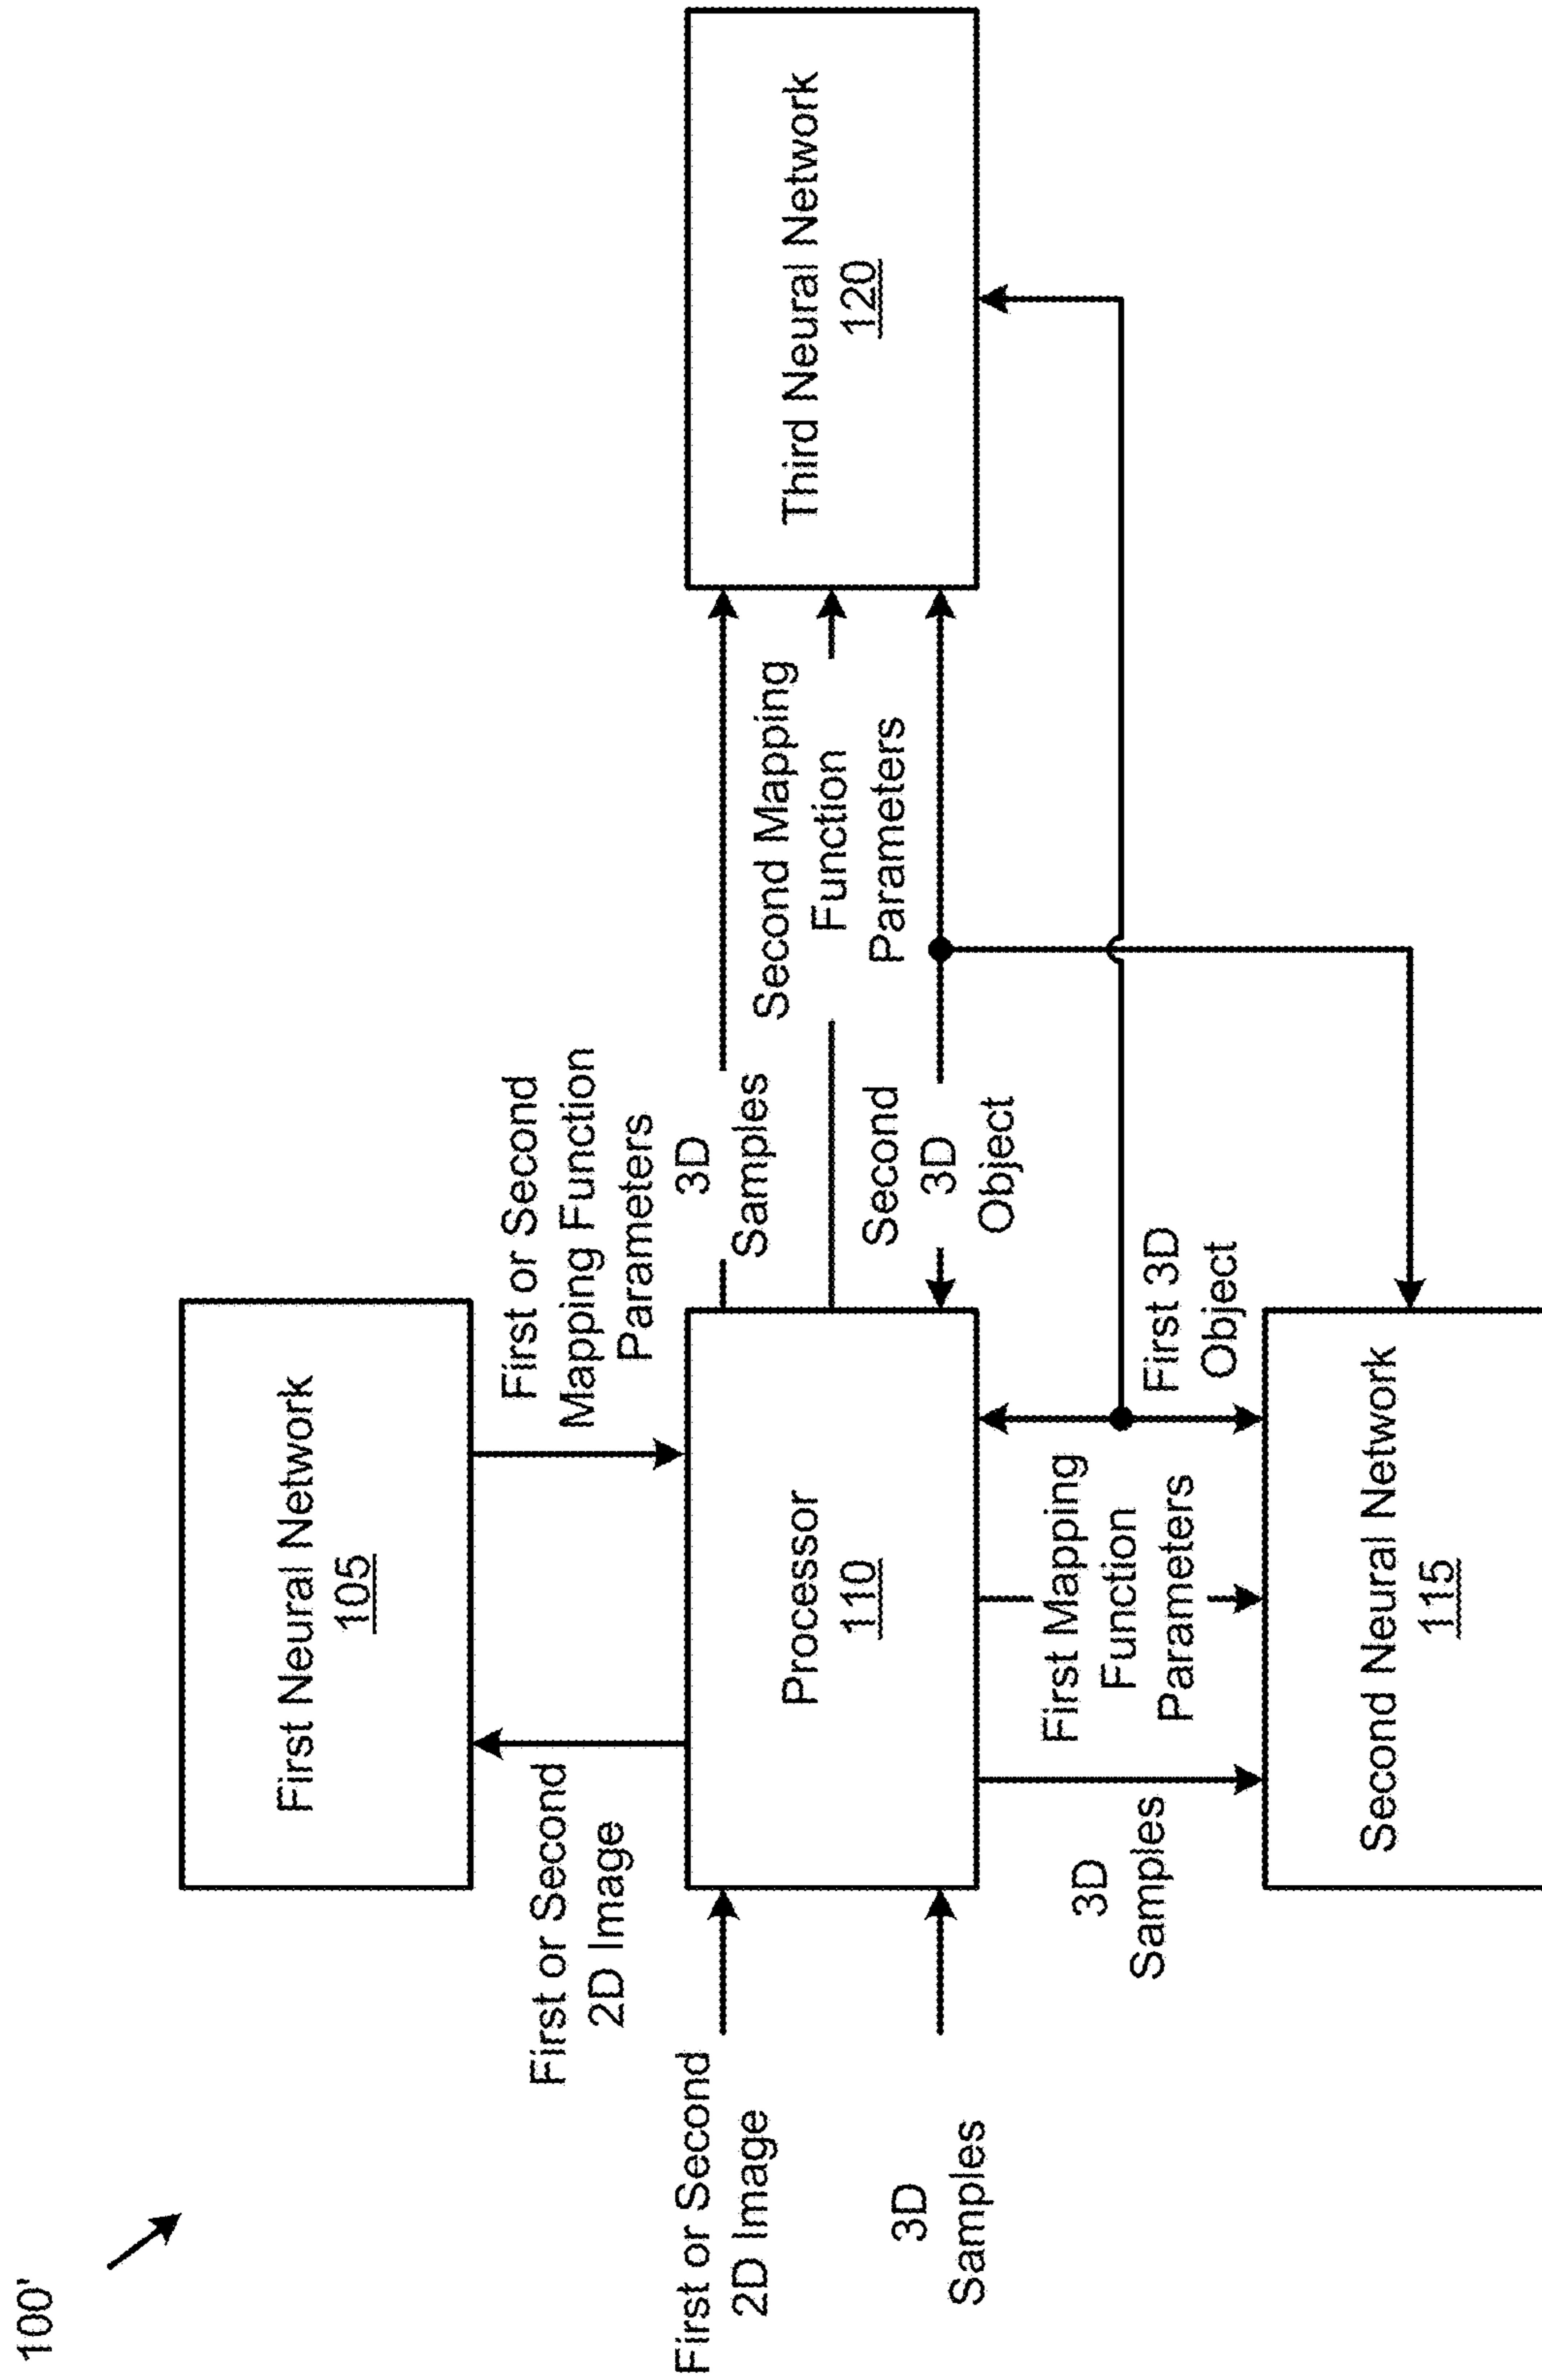 100'
First Neural Network
105
First or Second
2D Image
First or Second
Mapping Function
Parameters
First or Second
2D Image
3D
Samples
Processor
110
3D
Samples
Second Mapping
Function
Parameters
Second
3D
Object
Third Neural Network
120
3D
Samples
First Mapping
Function
Parameters
First 3D
Object
Second Neural Network
115